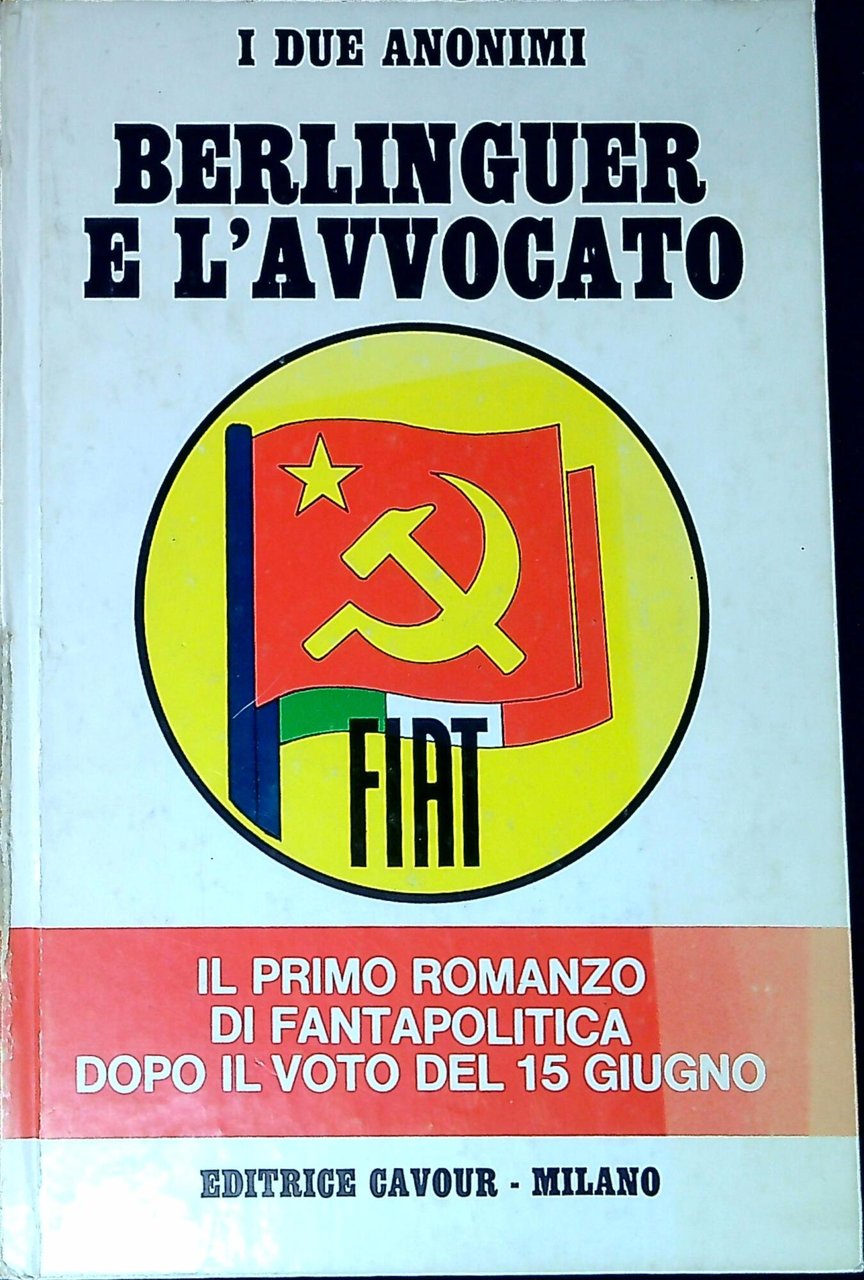 I DUE ANONIMI
BERLINGUER
E L'AVVOCATO
FIAT
IL PRIMO ROMANZO
DI FANTAPOLITICA
DOPO IL VOTO DEL 15 GIUGNO
EDITRICE CAVOUR - MILANO